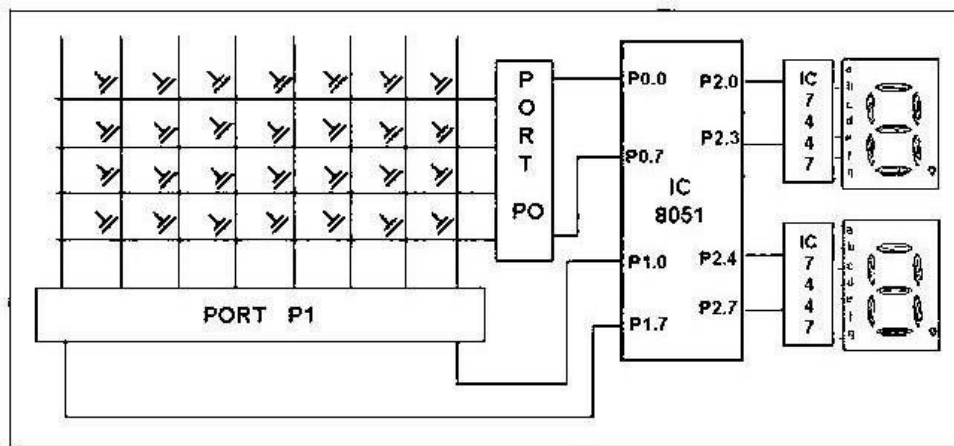 P
O
R
T
PO
P0.0
P0.7
P1.0
P1.7
IC
8051
P2.0
P2.3
P2.4
P2.7
IC
7
4
4
7
a
b
c
d
e
f
g
IC
7
4
4
7
a
b
c
d
e
f
g
PORT P1